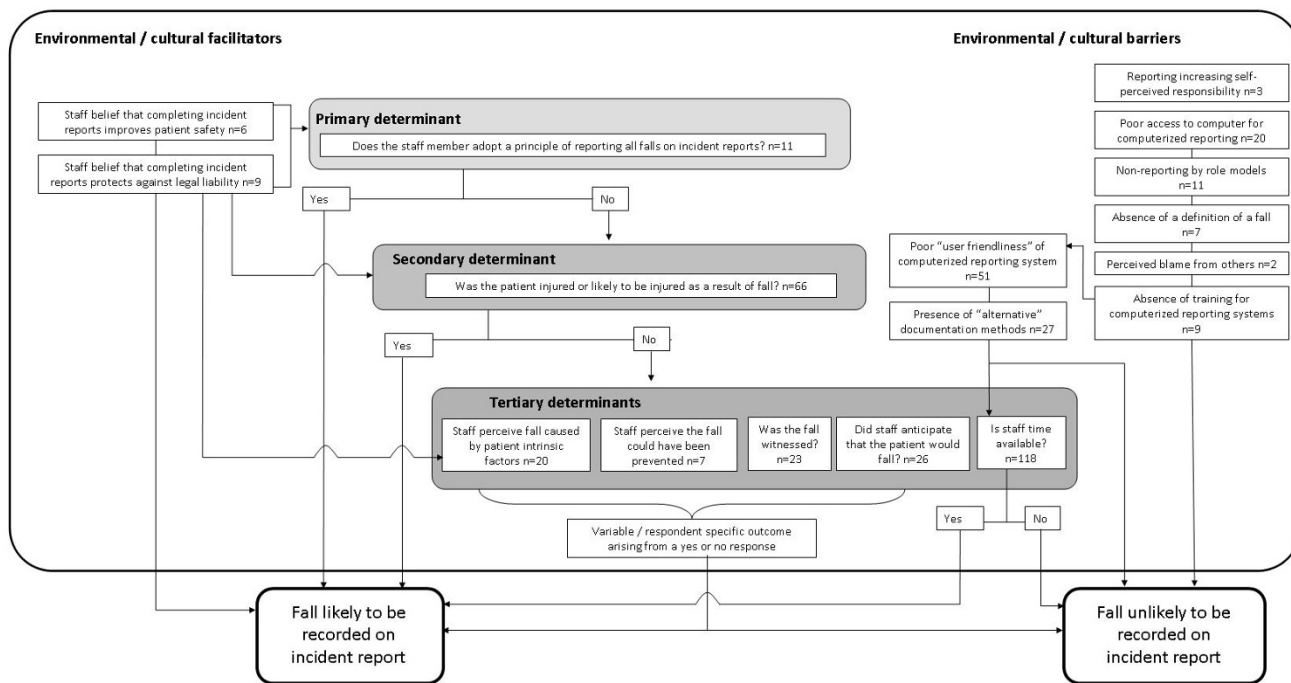 Environmental / cultural facilitators
Environmental / cultural barriers
Staff belief that completing incident
reports improves patient safety n=6
Staff belief that completing incident
reports protects against legal liability n=9
Primary determinant
Does the staff member adopt a principle of reporting all falls on incident reports? n=11
Yes
No
Secondary determinant
Was the patient injured or likely to be injured as a result of fall? n=66
Yes
No
Tertiary determinants
Staff perceive fall caused
by patient intrinsic
factors n=20
Staff perceive the fall
could have been
prevented n=7
Was the fall
witnessed?
n=23
Did staff anticipate
that the patient would
fall? n=26
Is staff time
available?
n=118
Yes
No
Variable / respondent specific outcome
arising from a yes or no response
Reporting increasing self-
perceived responsibility n=3
Poor access to computer for
computerized reporting n=20
Non-reporting by role models
n=11
Absence of a definition of a fall
n=7
Perceived blame from others n=2
Absence of training for
computerized reporting systems
n=9
Poor "user friendliness" of
computerized reporting system
n=51
Presence of "alternative"
documentation methods n=27
Fall likely to be
recorded on
incident report
Fall unlikely to be
recorded on
incident report